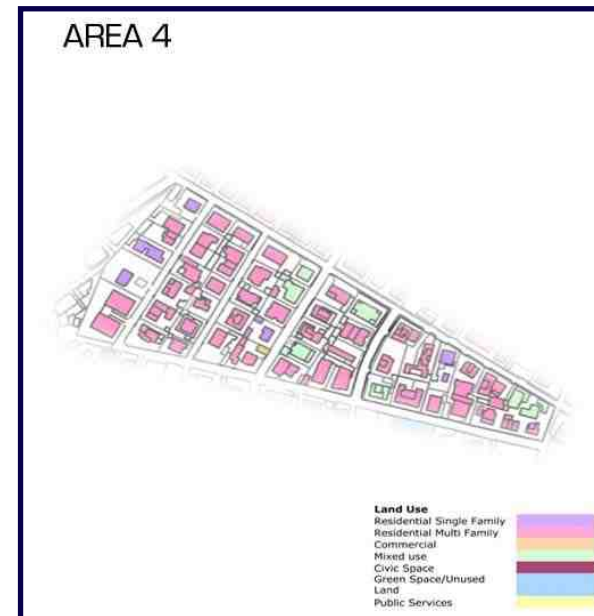 AREA 4
Land Use
Residential Single Family
Residential Multi Family
Commercial
Mixed use
Civic Space
Green Space/Unused
Land
Public Services